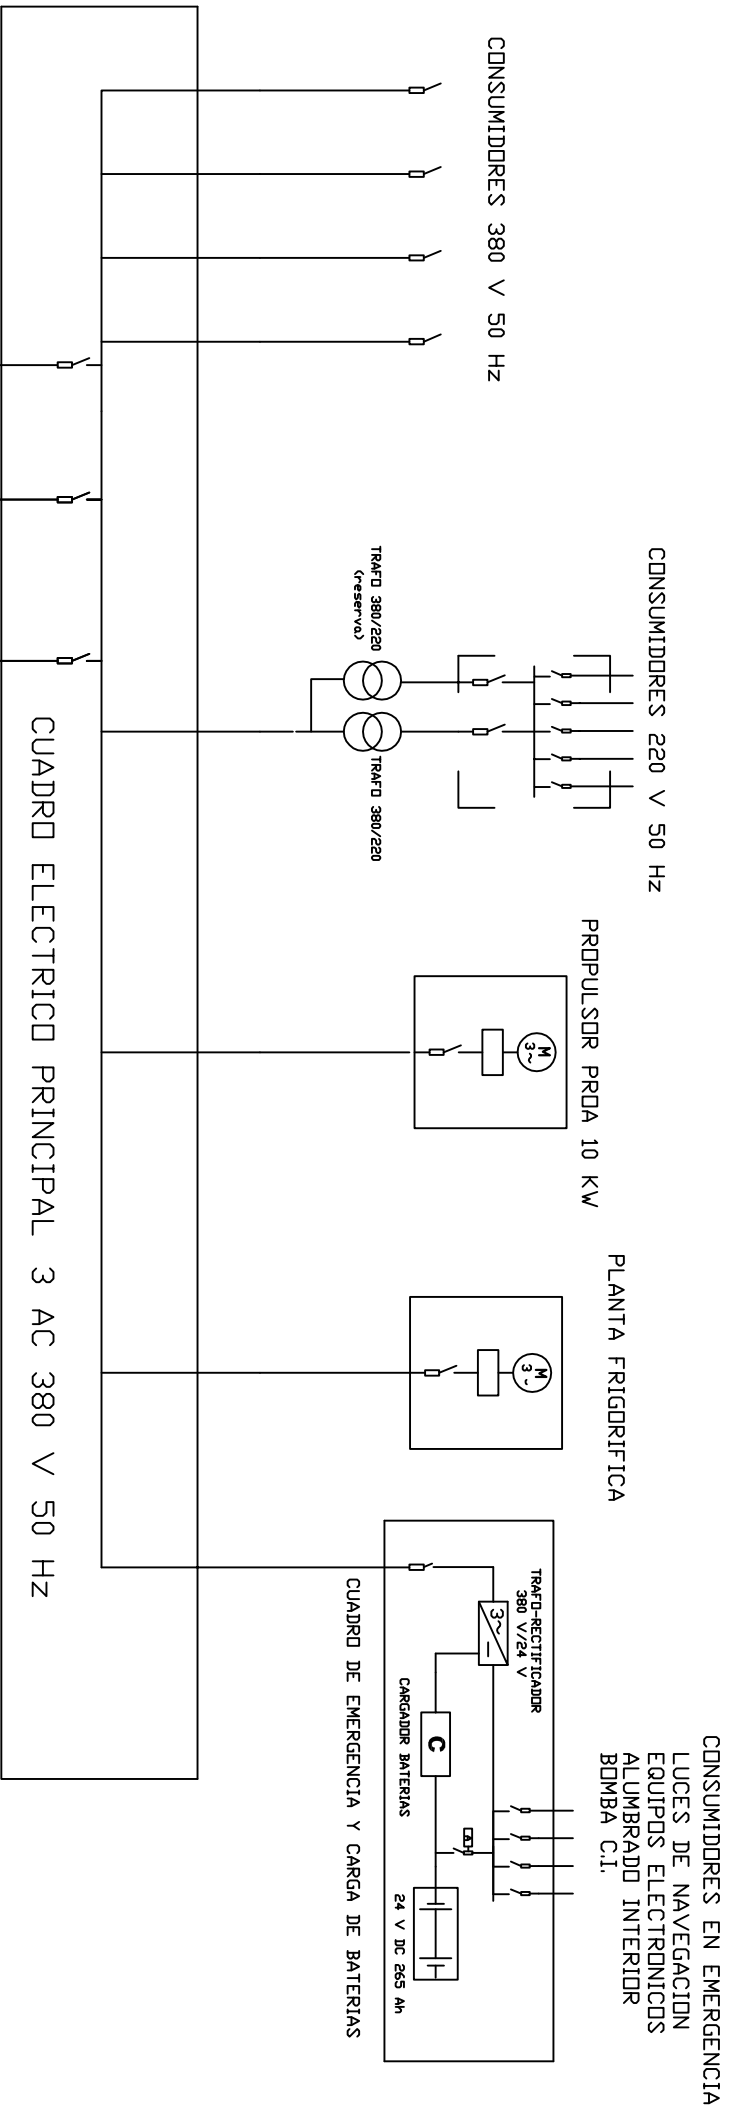 CONSUMIDORES 380 V 50 Hz
CONSUMIDORES 220 V 50 Hz
TRAFO 380/220
(reserva)
TRAFO 380/220
PROPULSOR PROA 10 KW
M
3~
PLANTA FRIGORIFICA
M
3~
CONSUMIDORES EN EMERGENCIA
LUCES DE NAVEGACION
EQUIPOS ELECTRONICOS
ALUMBRADO INTERIOR
BOMBA C.I.
TRAFO-RECTIFICADOR
380 V/24 V
3~
C
CARGADOR BATERIAS
A
24 V DC 265 Ah
CUADRO DE EMERGENCIA Y CARGA DE BATERIAS
CUADRO ELECTRICO PRINCIPAL 3 AC 380 V 50 Hz